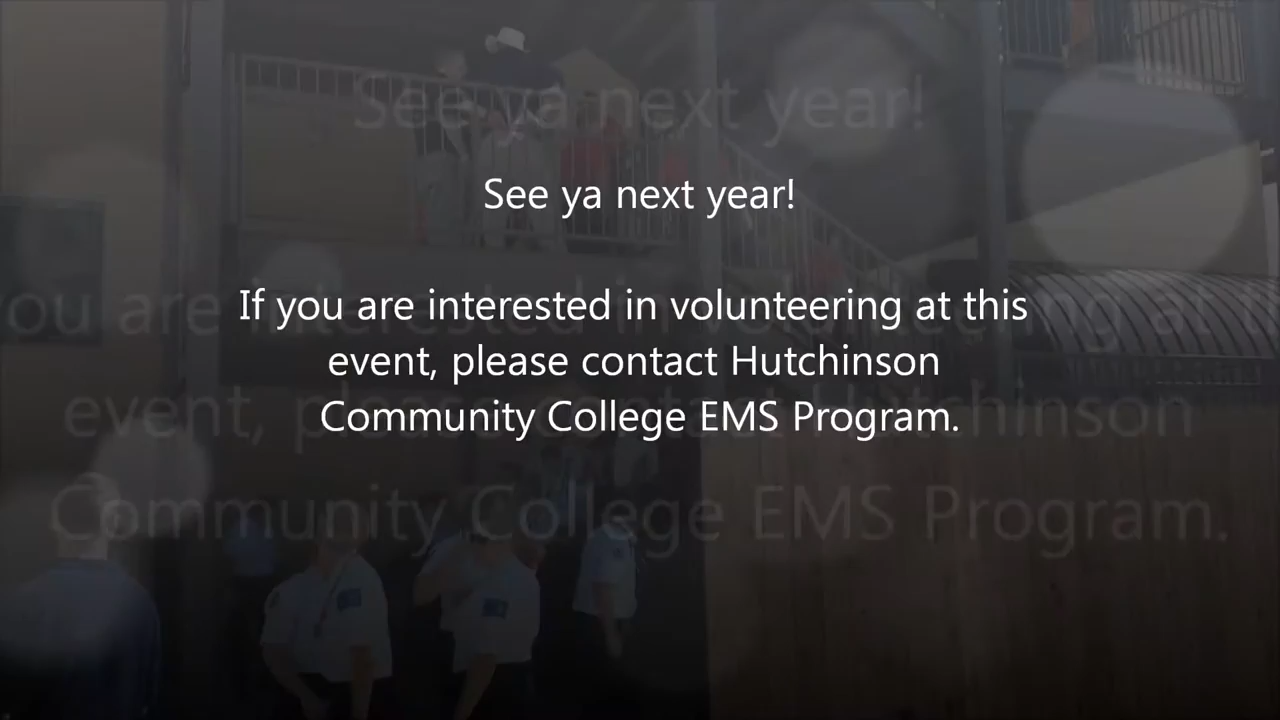 See ya next year!
If you are interested in volunteering at this
event, please contact Hutchinson
Community College EMS Program.